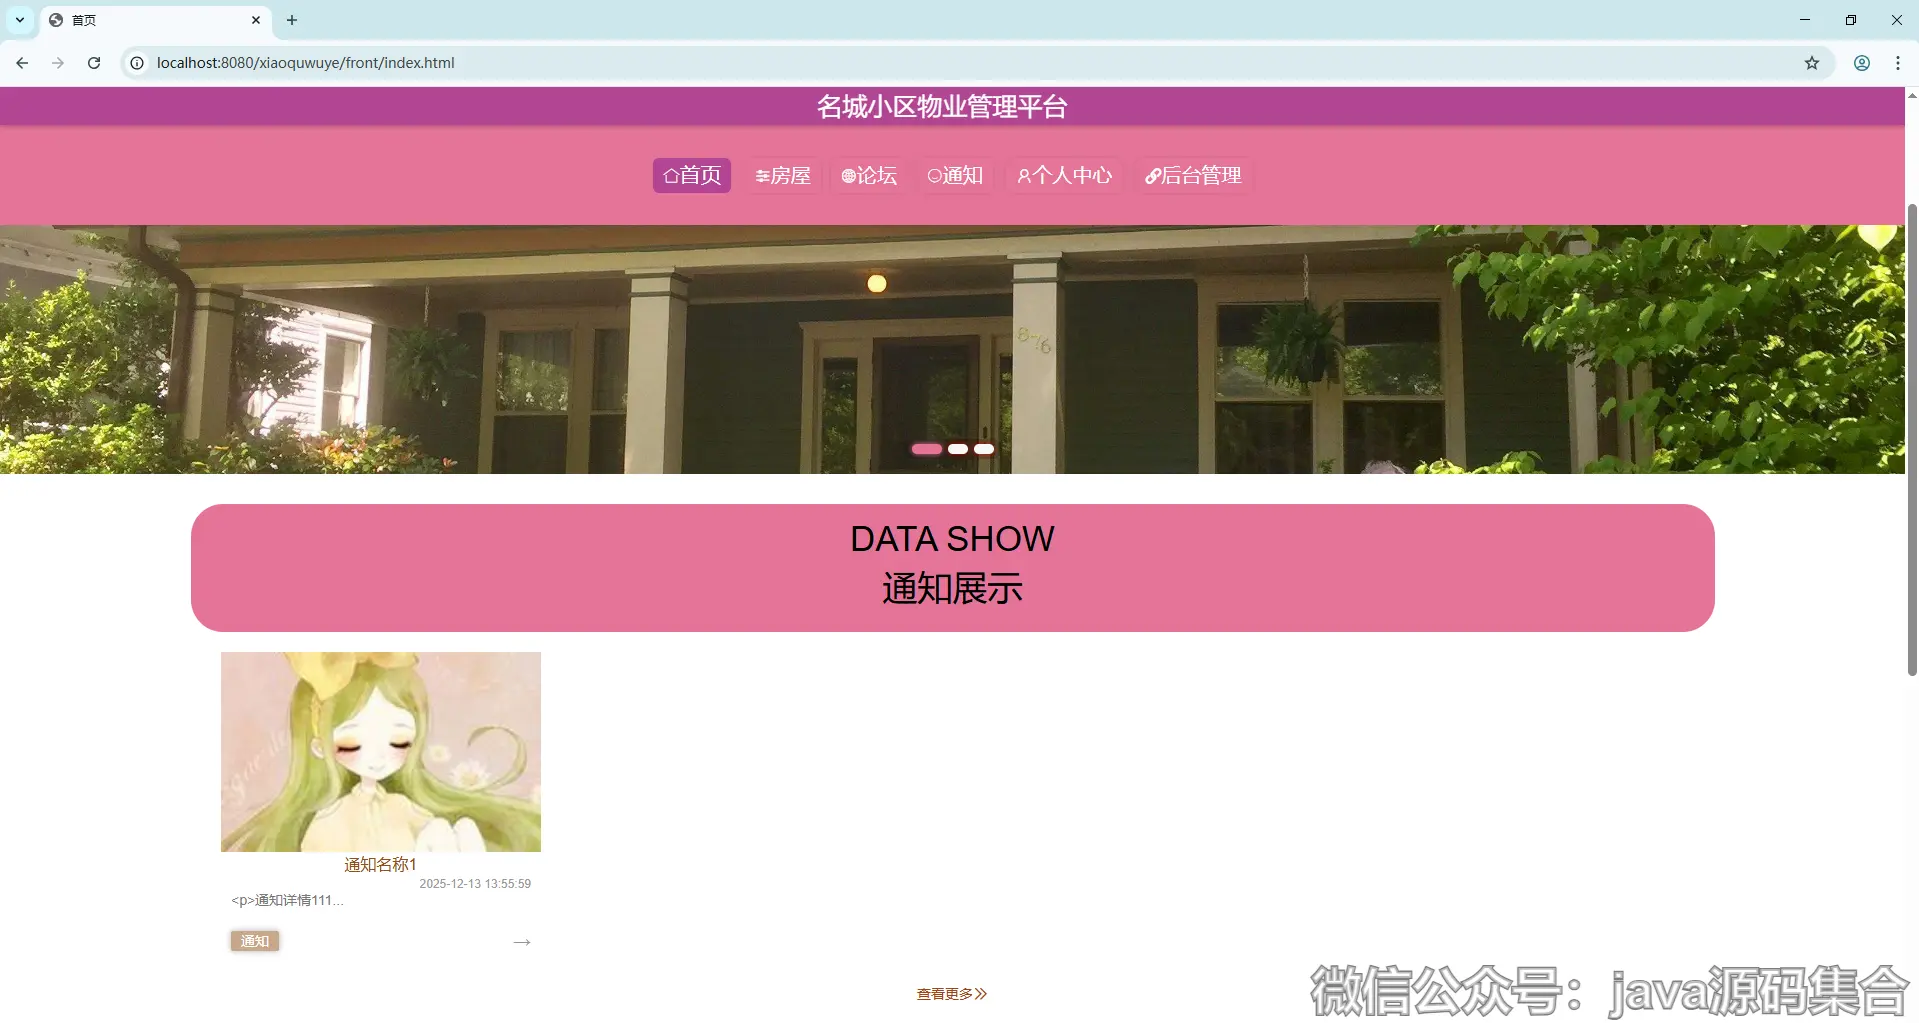 首页
localhost:8080/xiaoquwuye/front/index.html
名城小区物业管理平台
首页 房屋 论坛 通知 个人中心 后台管理
876
DATA SHOW
通知展示
通知名称1
2025-12-13 13:55:59
<p>通知详情111...
通知 →
查看更多
微信公众号：java源码集合